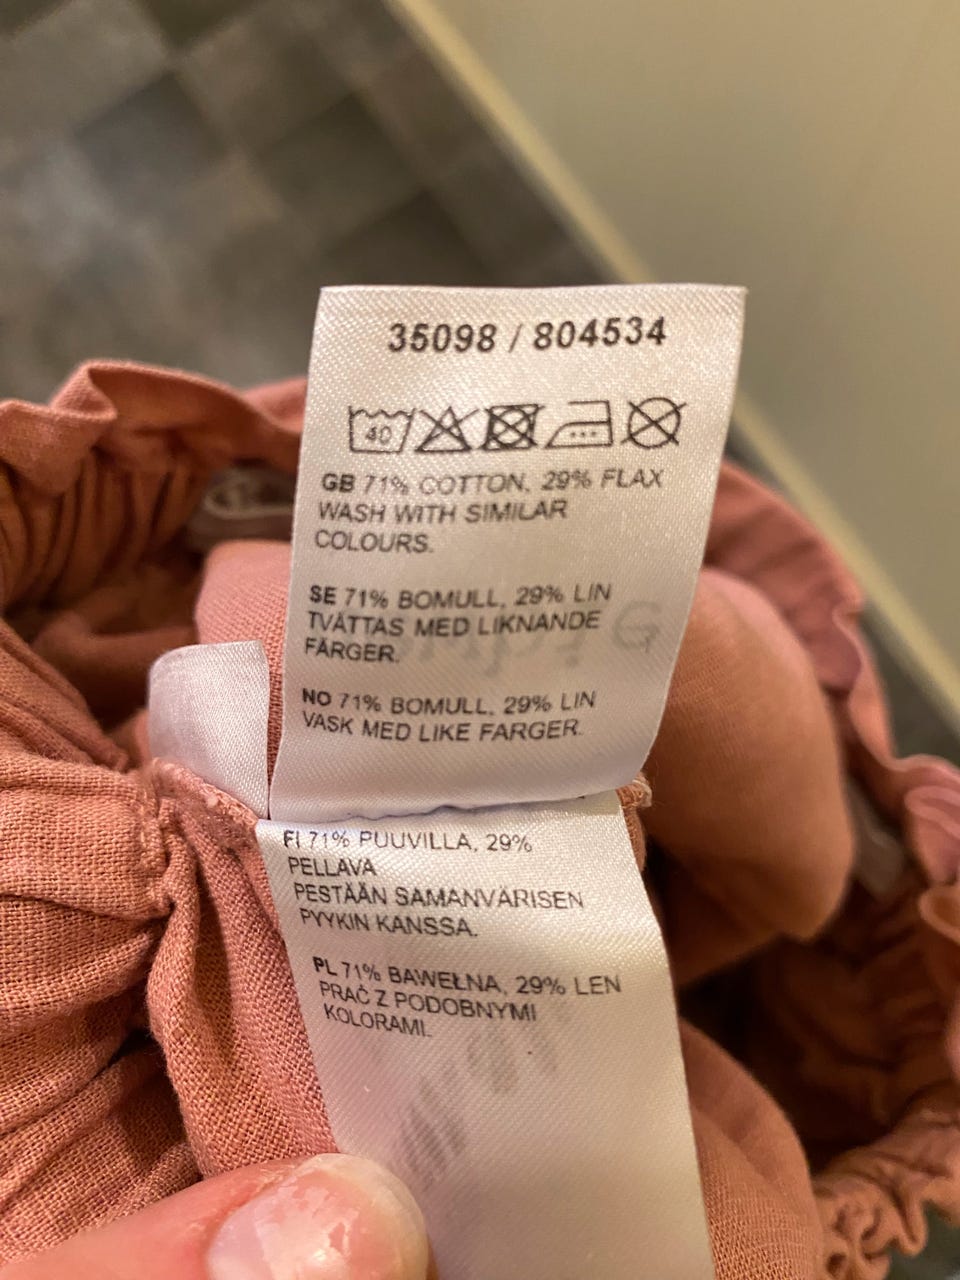 35098 / 804534
40
GB 71% COTTON, 29% FLAX
WASH WITH SIMILAR
COLOURS.
SE 71% BOMULL, 29% LIN
TVÄTTAS MED LIKNANDE
FÄRGER.
NO 71% BOMULL, 29% LIN
VASK MED LIKE FARGER.
FI 71% PUUVILLA, 29%
PELLAVA
PESTÄÄN SAMANVÄRISEN
PYYKIN KANSSA.
PL 71% BAWEŁNA, 29% LEN
PRAĆ Z PODOBNYMI
KOLORAMI.